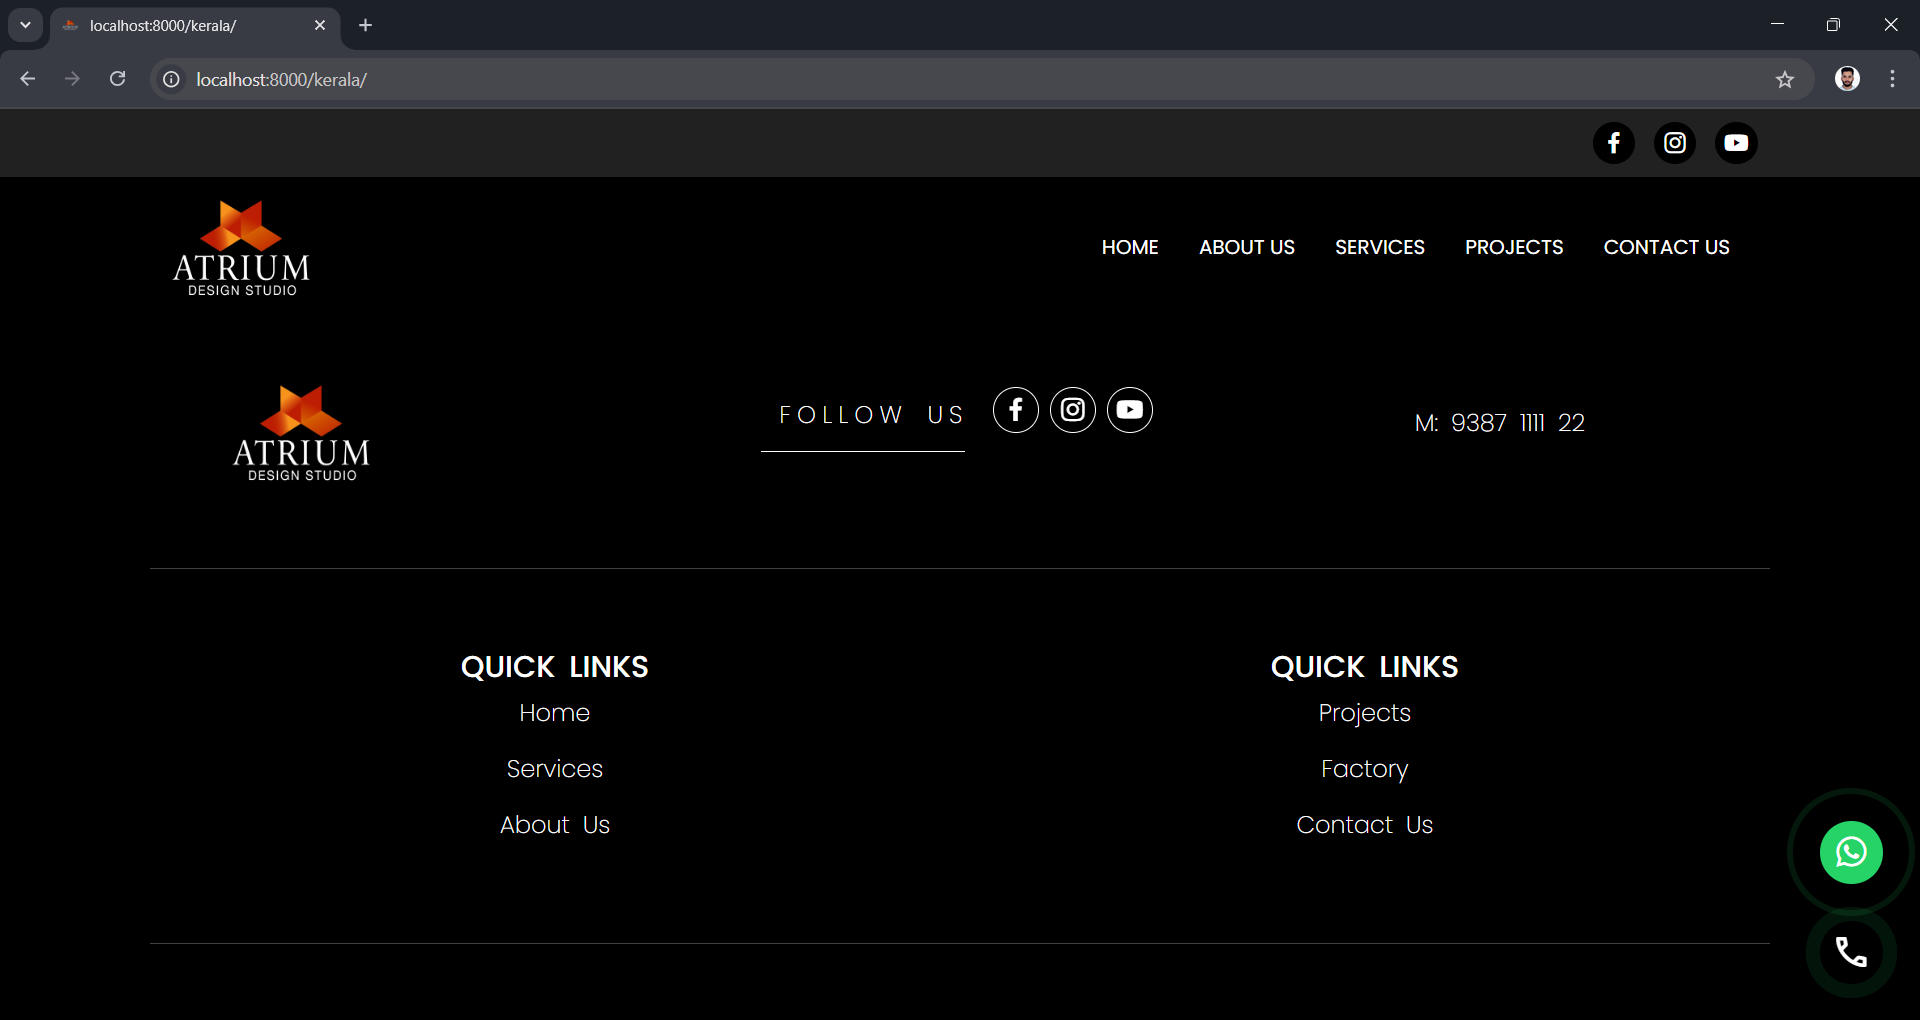 localhost:8000/kerala/
localhost:8000/kerala/
ATRIUM
DESIGN STUDIO
HOME ABOUT US SERVICES PROJECTS CONTACT US
ATRIUM
DESIGN STUDIO
FOLLOW US
M: 9387 1111 22
QUICK LINKS
Home
Services
About Us
QUICK LINKS
Projects
Factory
Contact Us